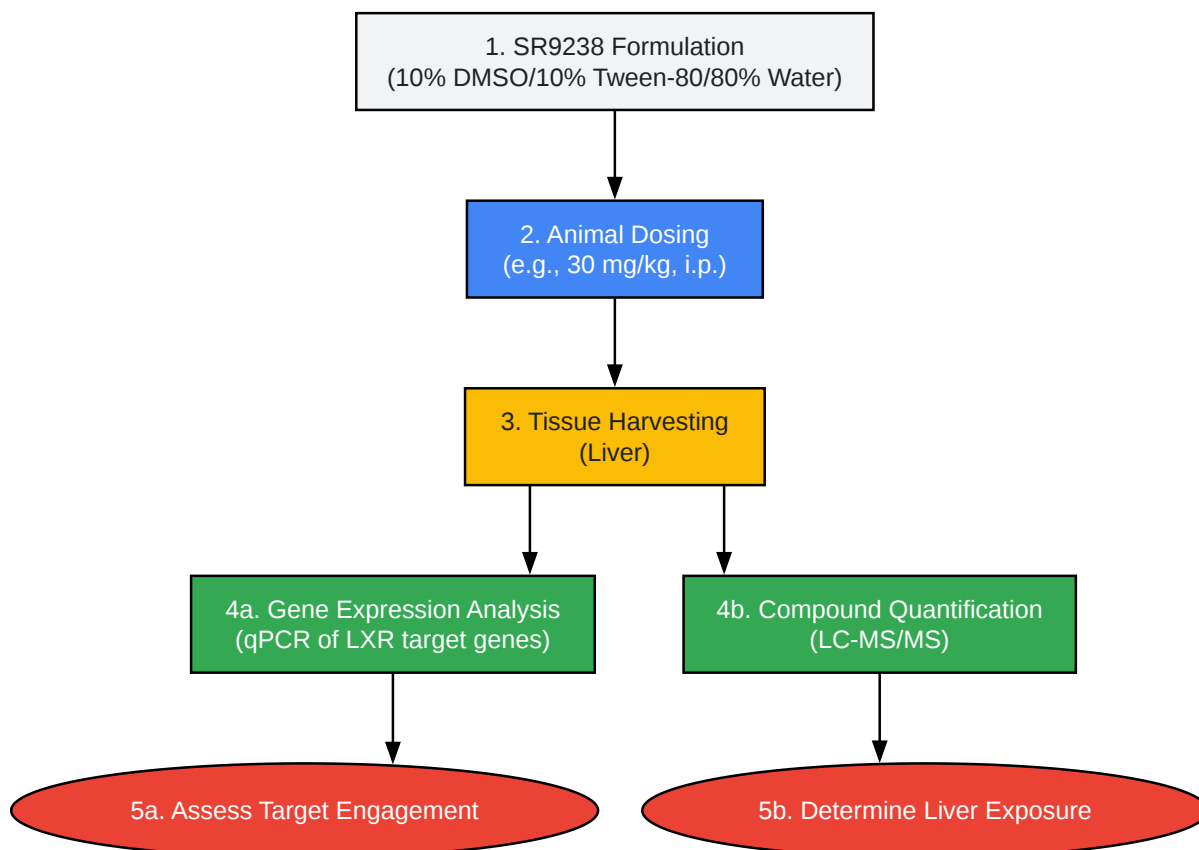 1. SR9238 Formulation
(10% DMSO/10% Tween-80/80% Water)
2. Animal Dosing
(e.g., 30 mg/kg, i.p.)
3. Tissue Harvesting
(Liver)
4a. Gene Expression Analysis
(qPCR of LXR target genes)
4b. Compound Quantification
(LC-MS/MS)
5a. Assess Target Engagement
5b. Determine Liver Exposure